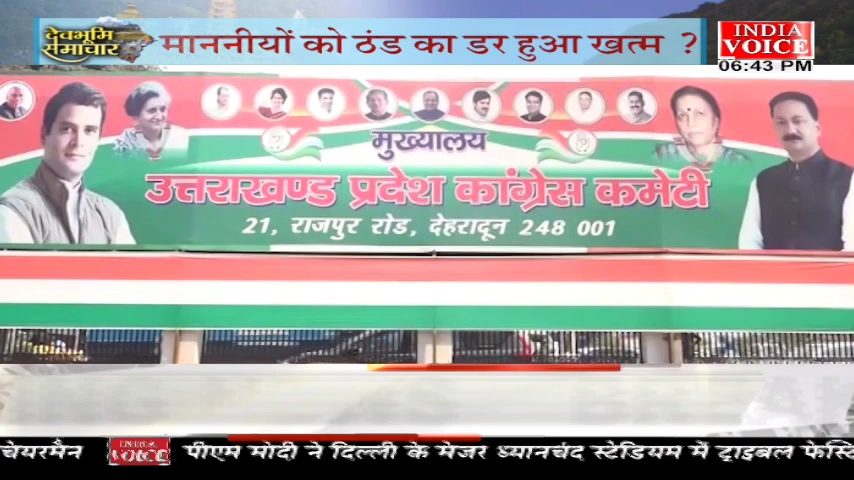 देवभूमि
समाचार
माननीयों को ठंड का डर हुआ खत्म ?
INDIA
VOICE
06:43 PM
मुख्यालय
उत्तराखण्ड प्रदेश कांग्रेस कमेटी
21, राजपुर रोड, देहरादून 248 001
चेयरमैन INDIA VOICE पीएम मोदी ने दिल्ली के मेजर ध्यानचंद स्टेडियम में ट्राइबल फेस्टि